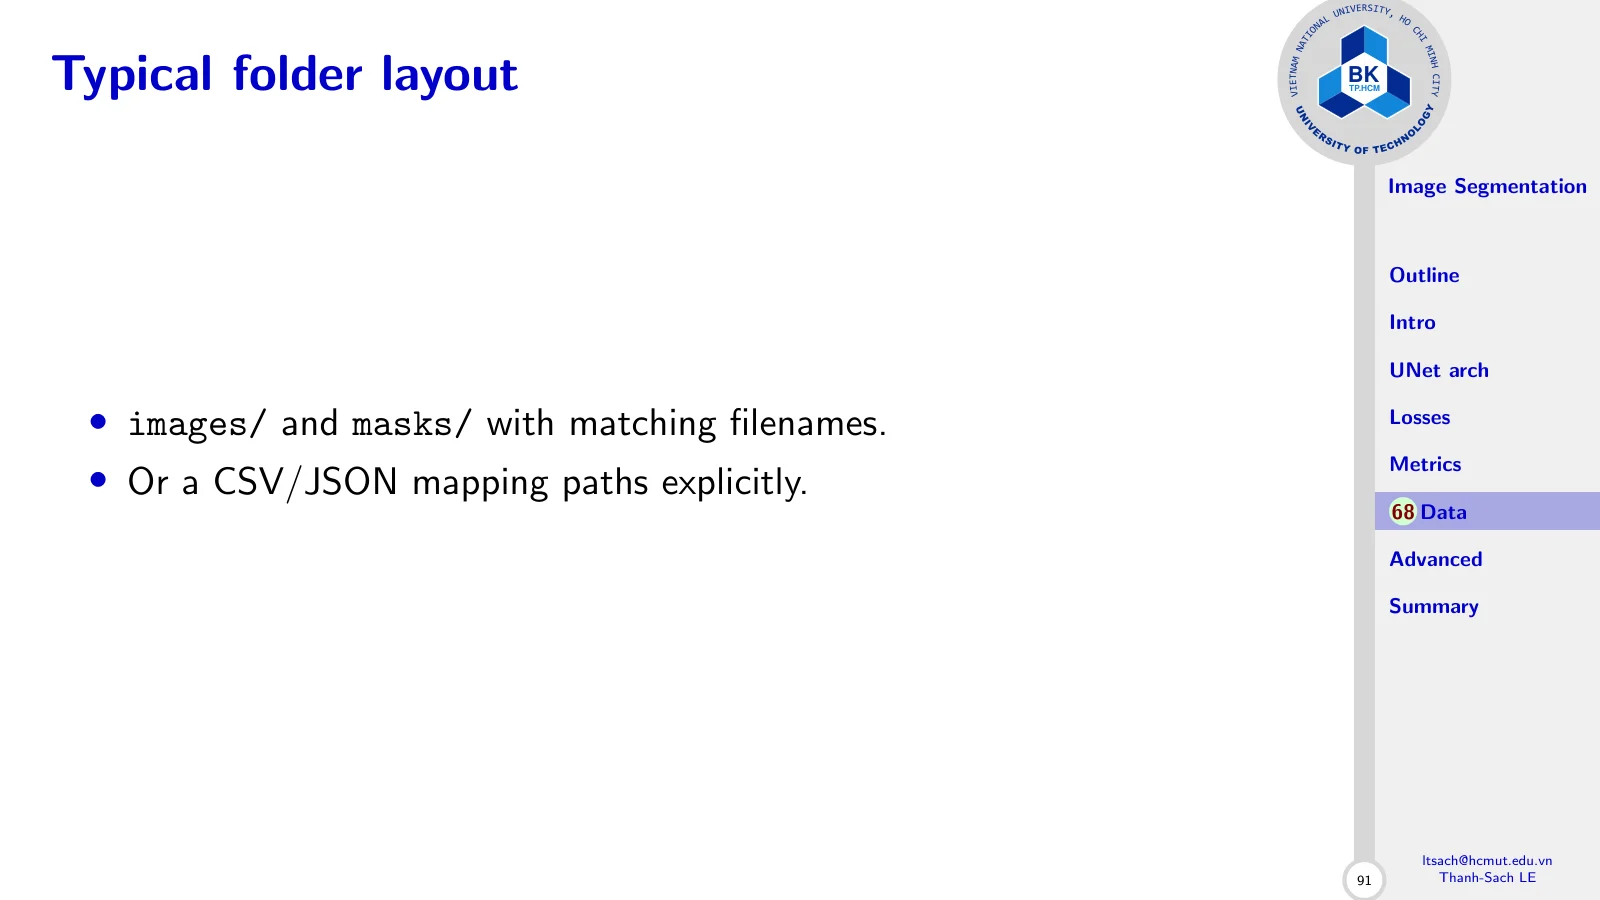 Typical folder layout
• images/ and masks/ with matching filenames.
• Or a CSV/JSON mapping paths explicitly.
VIETNAM NATIONAL UNIVERSITY, HO CHI MINH CITY
BK
TP.HCM
UNIVERSITY OF TECHNOLOGY
Image Segmentation
Outline
Intro
UNet arch
Losses
Metrics
68 Data
Advanced
Summary
ltsach@hcmut.edu.vn
Thanh-Sach LE
91